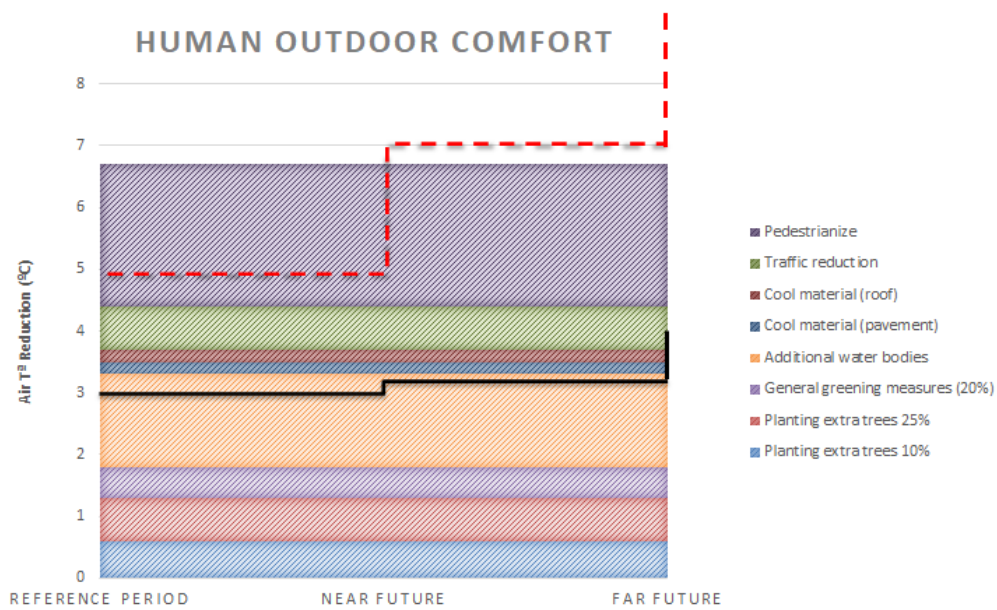 HUMAN OUTDOOR COMFORT
8
7
6
5
4
3
2
1
0
Air Tª Reduction (ºC)
REFERENCE PERIOD
NEAR FUTURE
FAR FUTURE
Pedestrianize
Traffic reduction
Cool material (roof)
Cool material (pavement)
Additional water bodies
General greening measures (20%)
Planting extra trees 25%
Planting extra trees 10%